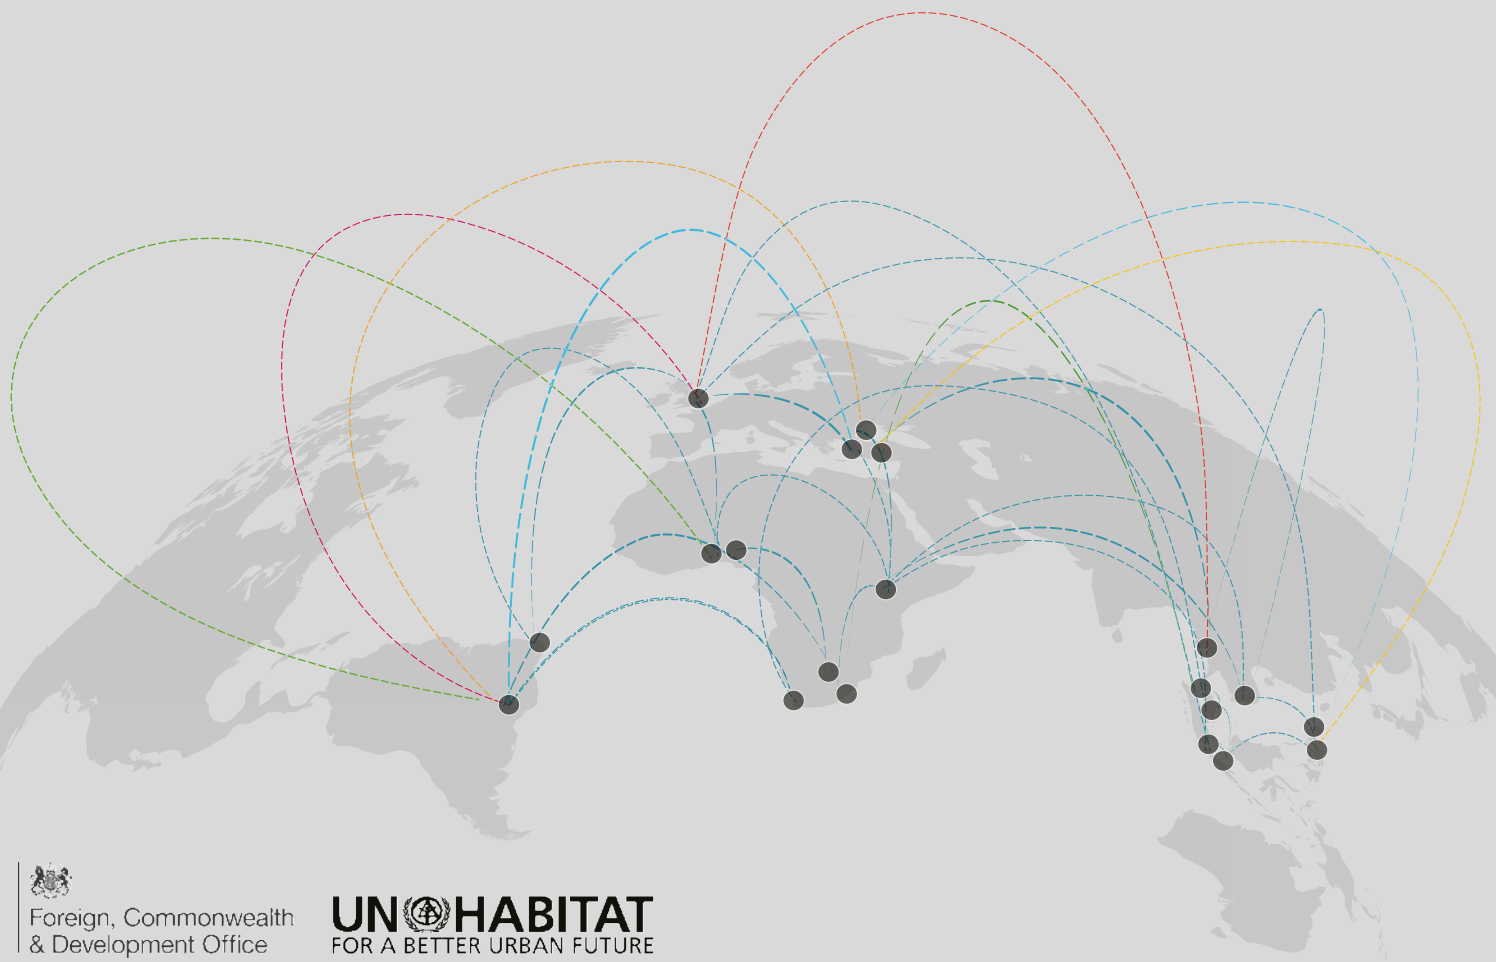 Foreign, Commonwealth
& Development Office
UN HABITAT
FOR A BETTER URBAN FUTURE